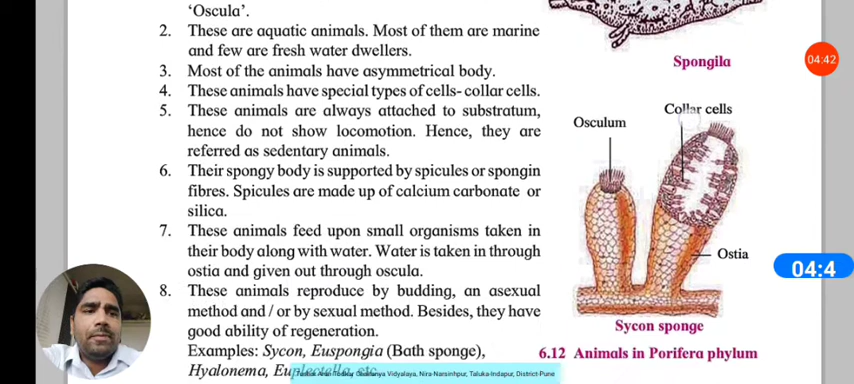 'Oscula'.
2. These are aquatic animals. Most of them are marine
and few are fresh water dwellers.
3. Most of the animals have asymmetrical body.
4. These animals have special types of cells- collar cells.
5. These animals are always attached to substratum,
hence do not show locomotion. Hence, they are
referred as sedentary animals.
6. Their spongy body is supported by spicules or spongin
fibres. Spicules are made up of calcium carbonate or
silica.
7. These animals feed upon small organisms taken in
their body along with water. Water is taken in through
ostia and given out through oscula.
8. These animals reproduce by budding, an asexual
method and / or by sexual method. Besides, they have
good ability of regeneration.
Examples: Sycon, Euspongia (Bath sponge),
Hyalonema,
Spongila
Osculum
Collar cells
Ostia
Sycon sponge
6.12 Animals in Porifera phylum
04:42
04:4
Vidyalaya, Nira-Narsinhpur, Taluka-Indapur, District-Pune